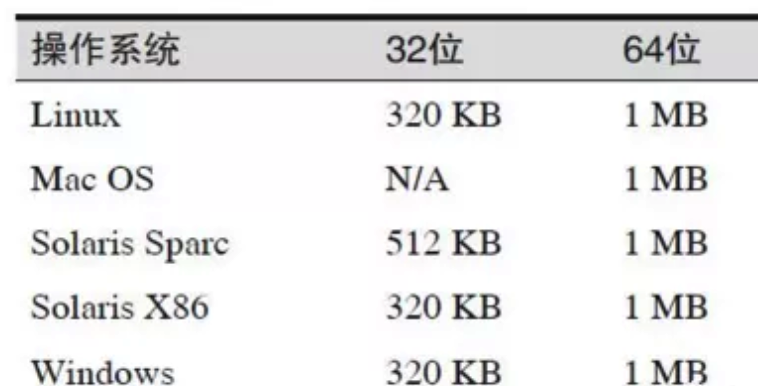 操作系统 32位 64位
Linux 320 KB 1 MB
Mac OS N/A 1 MB
Solaris Sparc 512 KB 1 MB
Solaris X86 320 KB 1 MB
Windows 320 KB 1 MB